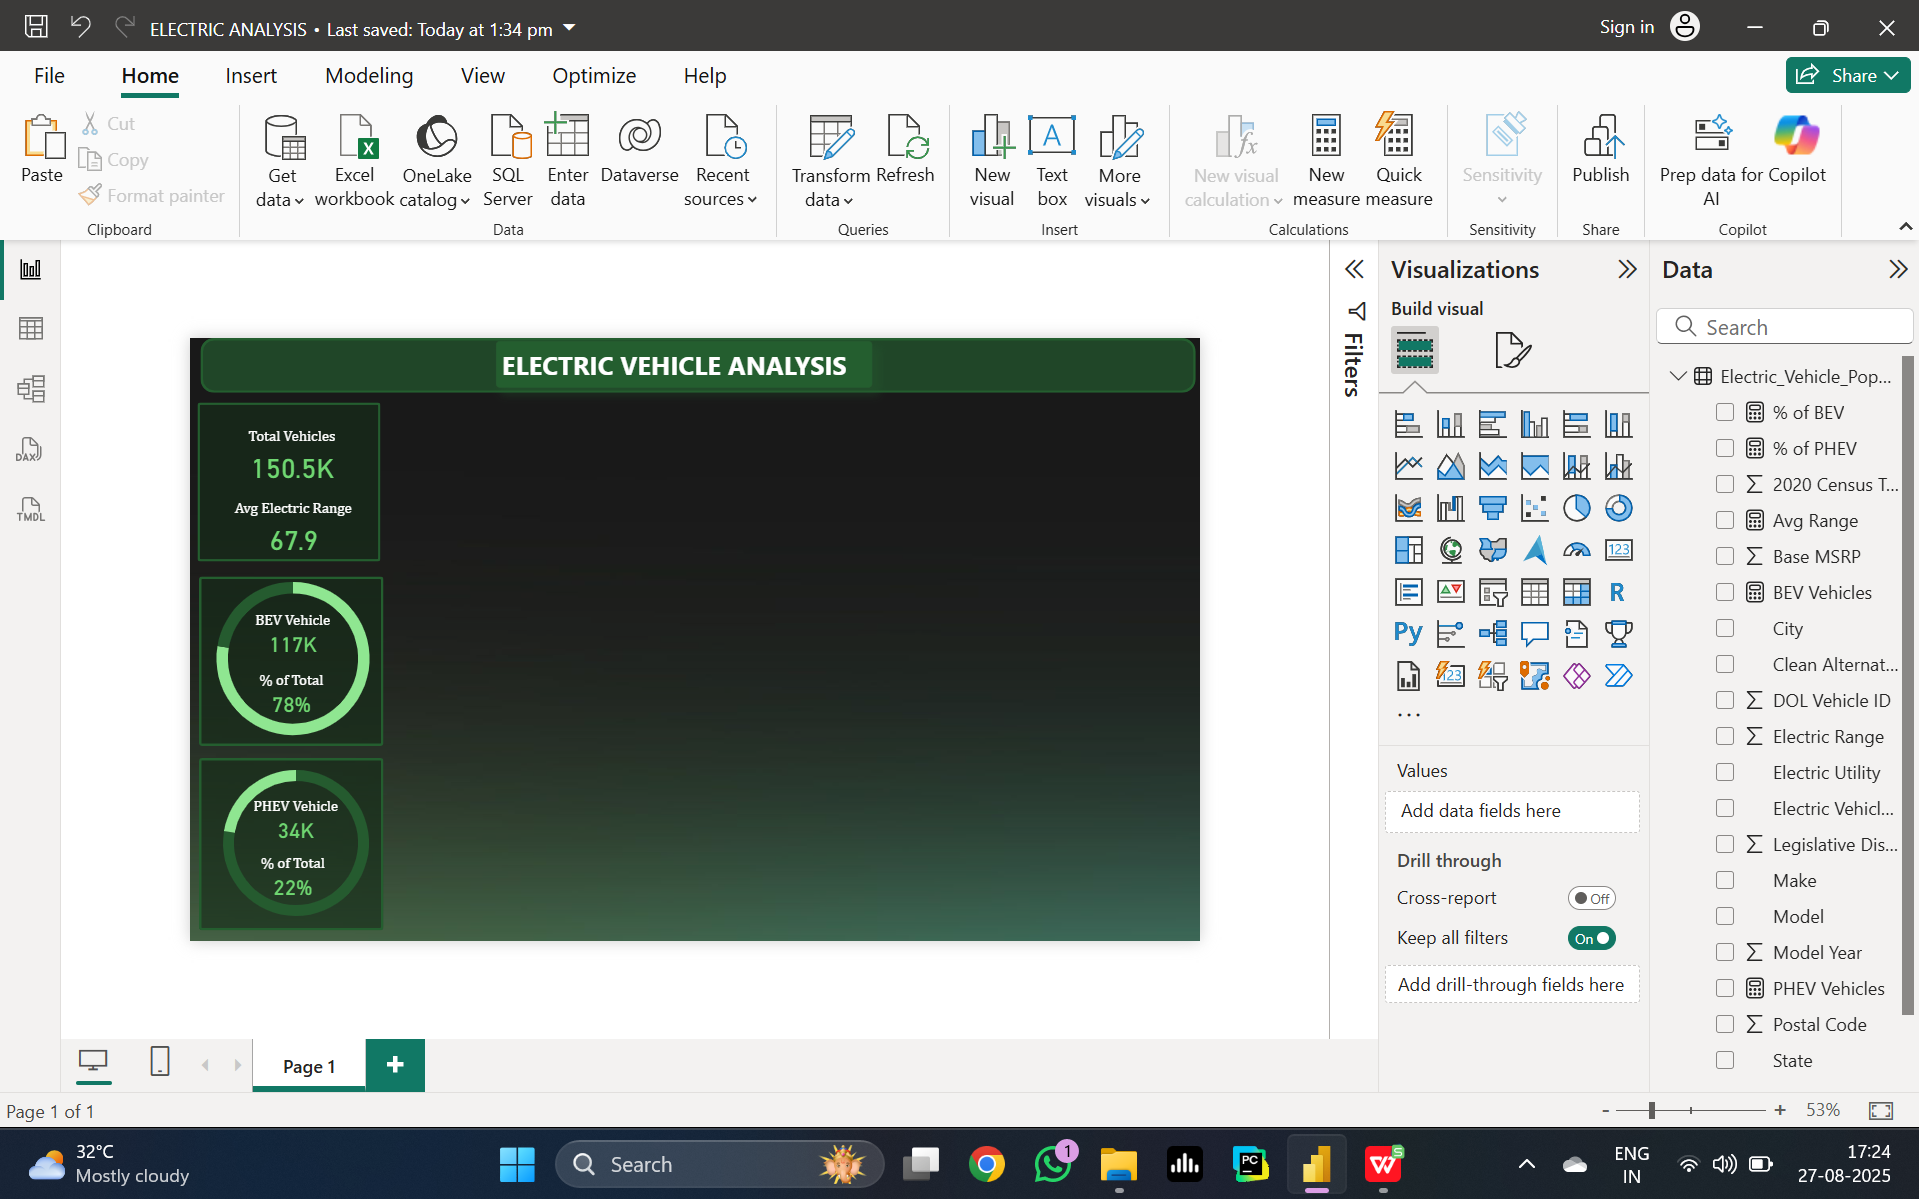 ELECTRIC ANALYSIS • Last saved: Today at 1:34 pm
Sign in
File
Home
Insert
Modeling
View
Optimize
Help
Share
Paste
Cut
Copy
Format painter
Clipboard
Get
data
Excel
workbook
OneLake
catalog
SQL
Server
Enter
data
Dataverse
Recent
sources
Data
Transform
data
Refresh
Queries
New
visual
A
Text
box
More
visuals
Insert
New visual
calculation
New
measure
Quick
measure
Calculations
Sensitivity
Sensitivity
Publish
Share
Prep data for
AI
Copilot
Copilot
DAX
TMDL
ELECTRIC VEHICLE ANALYSIS
Total Vehicles
150.5K
Avg Electric Range
67.9
BEV Vehicle
117K
% of Total
78%
PHEV Vehicle
34K
% of Total
22%
Filters
Visualizations
Build visual
123
R
Py
123
...
Values
Add data fields here
Drill through
Cross-report
Off
Keep all filters
On
Add drill-through fields here
Data
Search
Electric_Vehicle_Pop...
% of BEV
% of PHEV
2020 Census T...
Avg Range
Base MSRP
BEV Vehicles
City
Clean Alternat...
DOL Vehicle ID
Electric Range
Electric Utility
Electric Vehicl...
Legislative Dis...
Make
Model
Model Year
PHEV Vehicles
Postal Code
State
Page 1
+
Page 1 of 1
- + 53%
32°C
Mostly cloudy
Search
1
PC
W
S
ENG
IN
17:24
27-08-2025